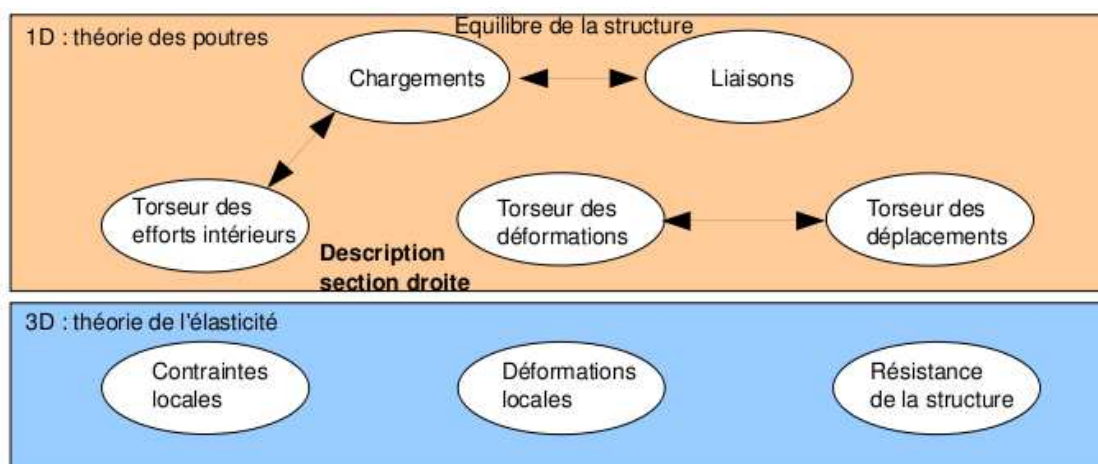 Equilibre de la structure
1D : théorie des poutres
Chargements
Liaisons
Torseur des
efforts intérieurs
Torseur des
déformations
Torseur des
déplacements
Description
section droite
3D : théorie de l'élasticité
Contraintes
locales
Déformations
locales
Résistance
de la structure